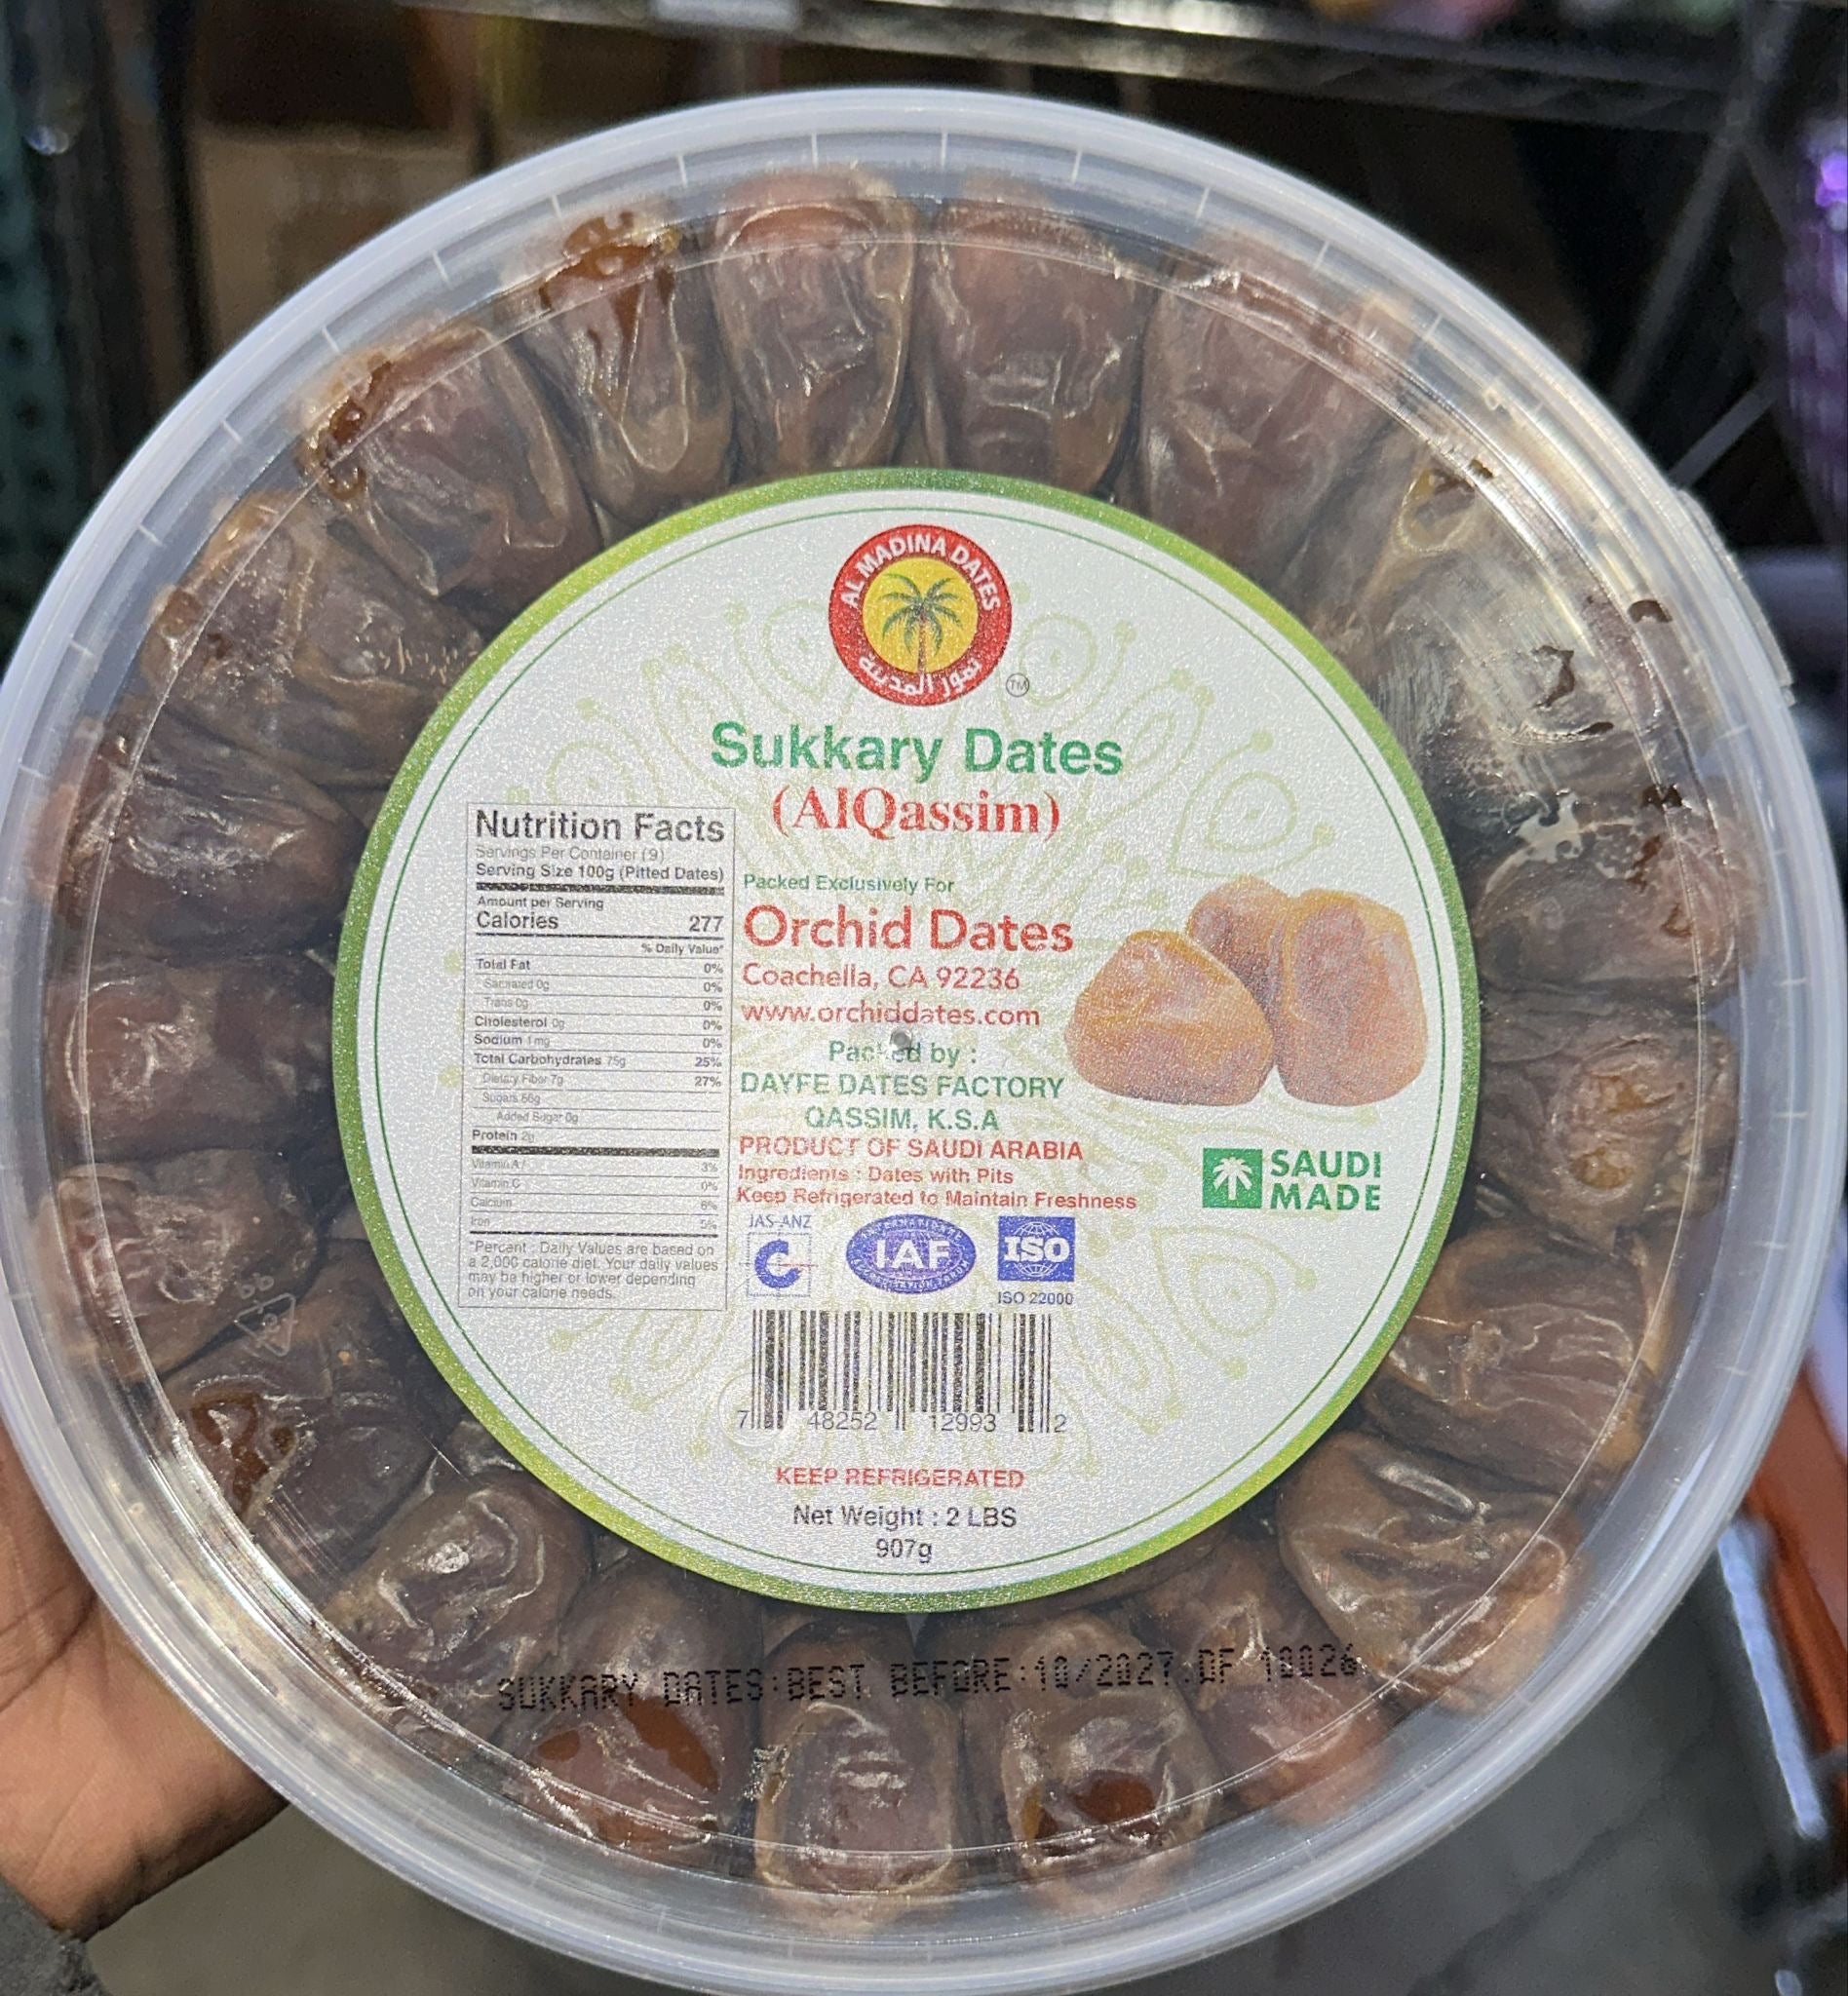 AL MADINA DATES
تمور المدينة
TM
Sukkary Dates
(AlQassim)
Nutrition Facts
Servings Per Container (9)
Serving Size 100g (Pitted Dates)
Amount per Serving
Calories 277
% Daily Value*
Total Fat 0%
Saturated 0g 0%
Trans 0g 0%
Cholesterol 0g 0%
Sodium 1mg 0%
Total Carbohydrates 75g 25%
Dietary Fiber 7g 27%
Sugars 66g
Added Sugar 0g
Protein 2g
Vitamin A 3%
Vitamin C 0%
Calcium 6%
Iron 5%
*Percent : Daily Values are based on
a 2,000 calorie diet. Your daily values
may be higher or lower depending
on your calorie needs.
Packed Exclusively For
Orchid Dates
Coachella, CA 92236
www.orchiddates.com
Packed by :
DAYFE DATES FACTORY
QASSIM, K.S.A
PRODUCT OF SAUDI ARABIA
Ingredients : Dates with Pits
Keep Refrigerated to Maintain Freshness
SAUDI
MADE
JAS-ANZ
INTERNATIONAL
IAF
ACCREDITATION FORUM
ISO
ISO 22000
7 48252 12993 2
KEEP REFRIGERATED
Net Weight : 2 LBS
907g
SUKKARY DATES:BEST BEFORE:10/2027.DF 10026